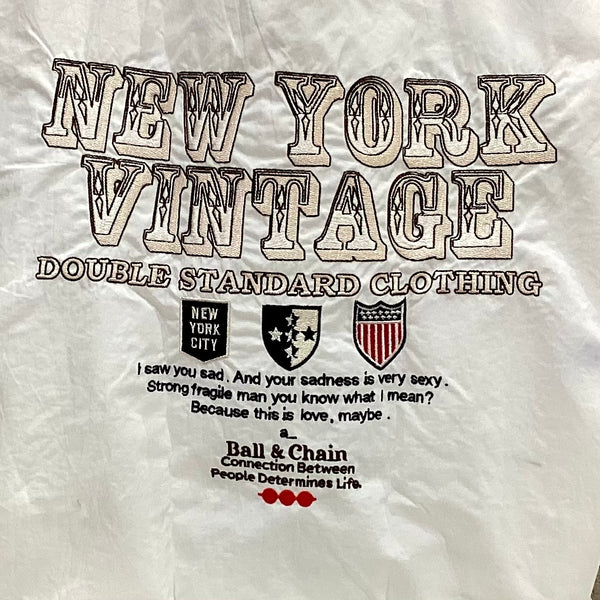 NEW YORK
VINTAGE
DOUBLE STANDARD CLOTHING
NEW
YORK
CITY
I saw you sad. And your sadness is very sexy.
Strong fragile man you know what I mean?
Because this is love, maybe.
a_
Ball & Chain
Connection Between
People Determines Life.